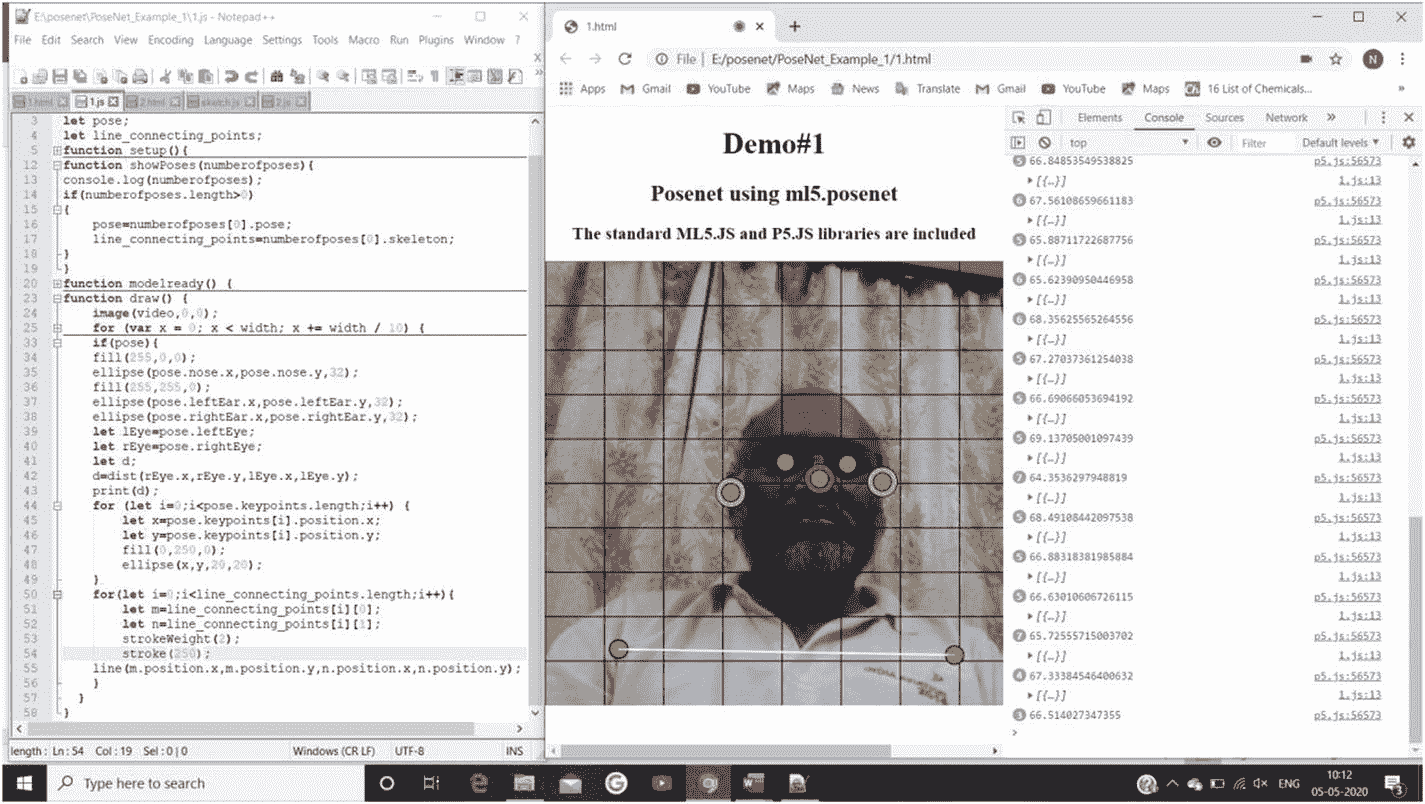 E:\posenet\PoseNet_Example_1\1.js - Notepad++
File Edit Search View Encoding Language Settings Tools Macro Run Plugins Window ?
X
1.html 1.js 2.html sketch.js 2.js
3 let pose;
4 let line_connecting_points;
5 function setup(){
12 function showPoses(numberofposes){
13 console.log(numberofposes);
14 if(numberofposes.length>0)
15 {
16 pose=numberofposes[0].pose;
17 line_connecting_points=numberofposes[0].skeleton;
18 }
19 }
20 function modelready() {
23 function draw() {
24 image(video,0,0);
25 for (var x = 0; x < width; x += width / 10) {
33 if(pose){
34 fill(255,0,0);
35 ellipse(pose.nose.x,pose.nose.y,32);
36 fill(255,255,0);
37 ellipse(pose.leftEar.x,pose.leftEar.y,32);
38 ellipse(pose.rightEar.x,pose.rightEar.y,32);
39 let lEye=pose.leftEye;
40 let rEye=pose.rightEye;
41 let d;
42 d=dist(rEye.x,rEye.y,lEye.x,lEye.y);
43 print(d);
44 for (let i=0;i<pose.keypoints.length;i++) {
45 let x=pose.keypoints[i].position.x;
46 let y=pose.keypoints[i].position.y;
47 fill(0,250,0);
48 ellipse(x,y,20,20);
49 }
50 for(let i=0;i<line_connecting_points.length;i++){
51 let m=line_connecting_points[i][0];
52 let n=line_connecting_points[i][1];
53 strokeWeight(2);
54 stroke(250);
55 line(m.position.x,m.position.y,n.position.x,n.position.y);
56 }
57 }
58 }
length : Ln : 54 Col : 19 Sel : 0 | 0 Windows (CR LF) UTF-8 INS
1.html
File | E:/posenet/PoseNet_Example_1/1.html N
Apps Gmail YouTube Maps News Translate Gmail YouTube Maps 16 List of Chemicals... »
Demo#1
Posenet using ml5.posenet
The standard ML5.JS and P5.JS libraries are included
Elements Console Sources Network »
top Filter Default levels
5 66.84853549538825 p5.js:56573
[{…}] 1.js:13
6 67.56108659661183 p5.js:56573
[{…}] 1.js:13
5 65.88711722687756 p5.js:56573
[{…}] 1.js:13
6 65.62390950446958 p5.js:56573
[{…}] 1.js:13
6 68.35625565264556 p5.js:56573
[{…}] 1.js:13
5 67.27037361254038 p5.js:56573
[{…}] 1.js:13
5 66.69066053694192 p5.js:56573
[{…}] 1.js:13
5 69.13705001097439 p5.js:56573
[{…}] 1.js:13
7 64.3536297948819 p5.js:56573
[{…}] 1.js:13
5 68.49108442097538 p5.js:56573
[{…}] 1.js:13
5 66.88318381985884 p5.js:56573
[{…}] 1.js:13
5 66.63010606726115 p5.js:56573
[{…}] 1.js:13
7 65.72555715003702 p5.js:56573
[{…}] 1.js:13
4 67.33384546400632 p5.js:56573
[{…}] 1.js:13
3 66.514027347355 p5.js:56573
>
Type here to search
ENG 10:12
05-05-2020
3